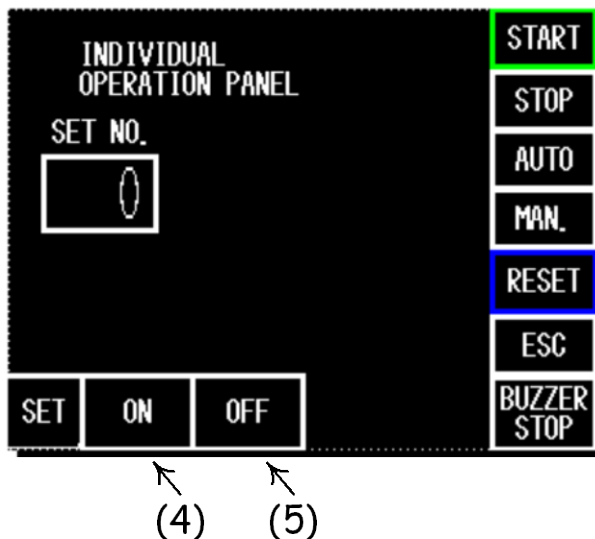 INDIVIDUAL
OPERATION PANEL
SET NO.
0
START
STOP
AUTO
MAN.
RESET
ESC
BUZZER
STOP
SET ON OFF
(4) (5)